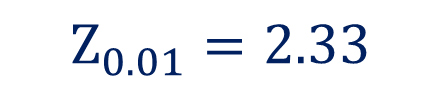 Z₀.₀₁ = 2.33